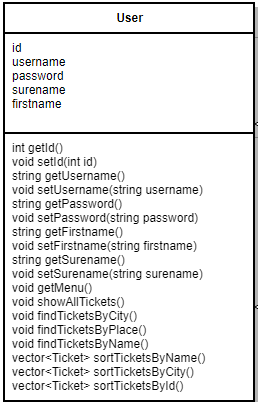 User
id
username
password
surename
firstname
int getId()
void setId(int id)
string getUsername()
void setUsername(string username)
string getPassword()
void setPassword(string password)
string getFirstname()
void setFirstname(string firstname)
string getSurename()
void setSurename(string surename)
void getMenu()
void showAllTickets()
void findTicketsByCity()
void findTicketsByPlace()
void findTicketsByName()
vector<Ticket> sortTicketsByName()
vector<Ticket> sortTicketsByCity()
vector<Ticket> sortTicketsById()